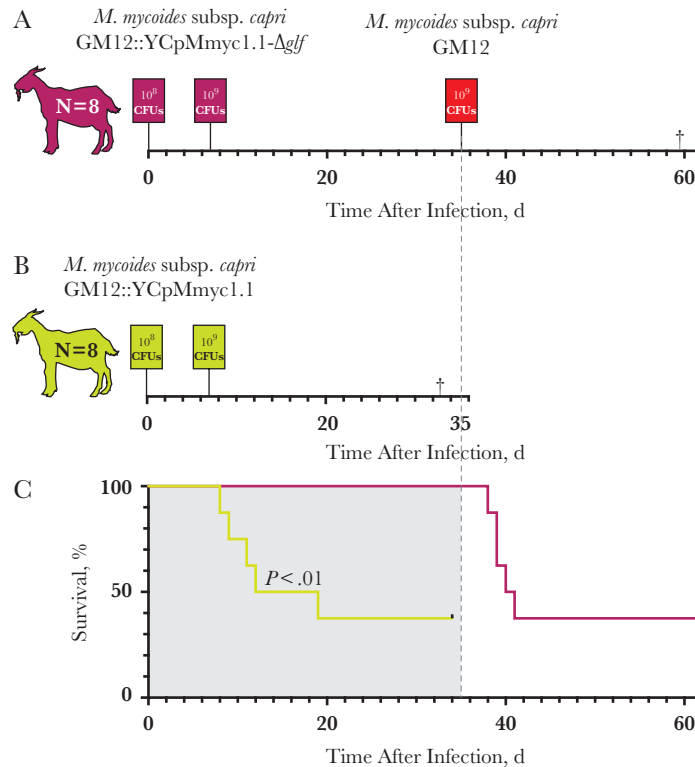 A
M. mycoides subsp. capri
GM12::YCpMmyc1.1-Δglf
M. mycoides subsp. capri
GM12
N=8
10⁸
CFUs
10⁹
CFUs
10⁹
CFUs
†
0 20 40 60
Time After Infection, d
B
M. mycoides subsp. capri
GM12::YCpMmyc1.1
N=8
10⁸
CFUs
10⁹
CFUs
†
0 20 35
Time After Infection, d
C
Survival, %
100
50
0
P < .01
0 20 40 60
Time After Infection, d